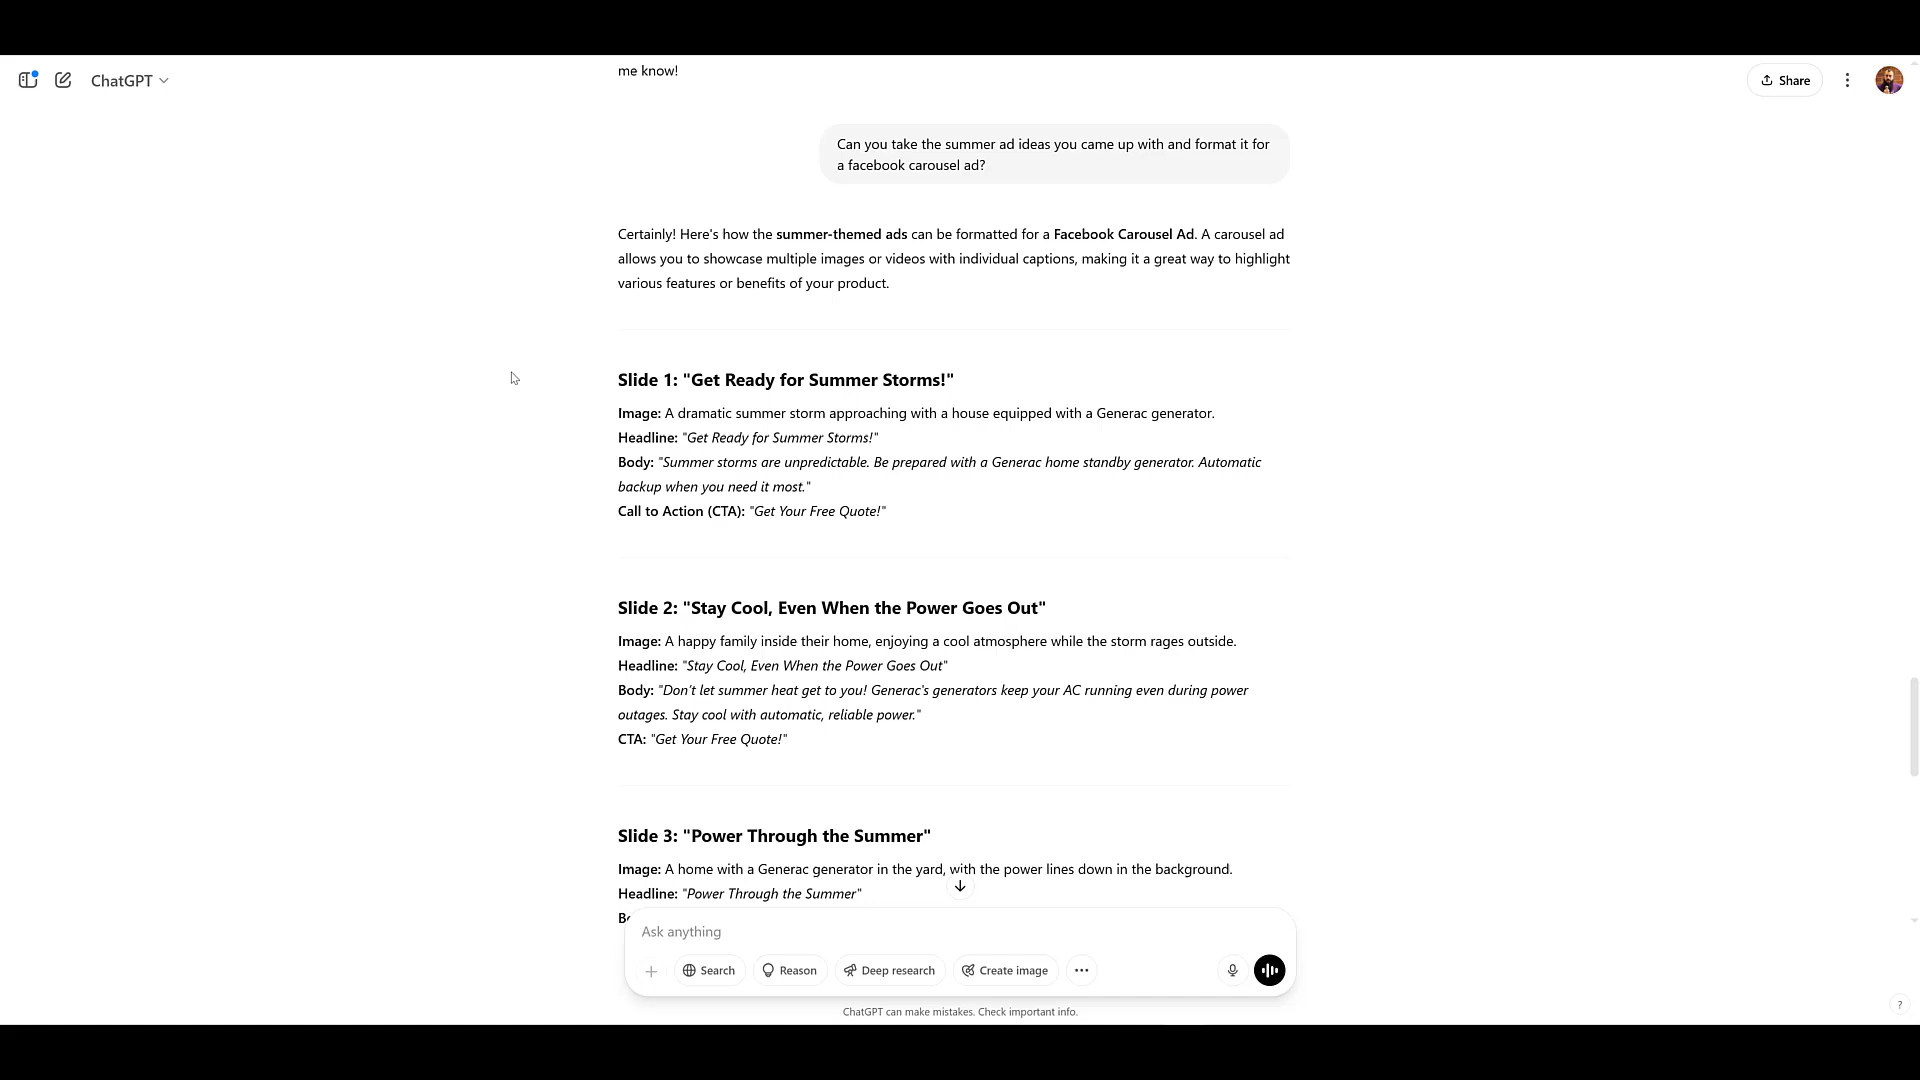 me know!
ChatGPT
Share
Can you take the summer ad ideas you came up with and format it for
a facebook carousel ad?
Certainly! Here's how the summer-themed ads can be formatted for a Facebook Carousel Ad. A carousel ad
allows you to showcase multiple images or videos with individual captions, making it a great way to highlight
various features or benefits of your product.
Slide 1: "Get Ready for Summer Storms!"
Image: A dramatic summer storm approaching with a house equipped with a Generac generator.
Headline: "Get Ready for Summer Storms!"
Body: "Summer storms are unpredictable. Be prepared with a Generac home standby generator. Automatic
backup when you need it most."
Call to Action (CTA): "Get Your Free Quote!"
Slide 2: "Stay Cool, Even When the Power Goes Out"
Image: A happy family inside their home, enjoying a cool atmosphere while the storm rages outside.
Headline: "Stay Cool, Even When the Power Goes Out"
Body: "Don't let summer heat get to you! Generac's generators keep your AC running even during power
outages. Stay cool with automatic, reliable power."
CTA: "Get Your Free Quote!"
Slide 3: "Power Through the Summer"
Image: A home with a Generac generator in the yard, with the power lines down in the background.
Headline: "Power Through the Summer"
Ask anything
Search Reason Deep research Create image
ChatGPT can make mistakes. Check important info.
?